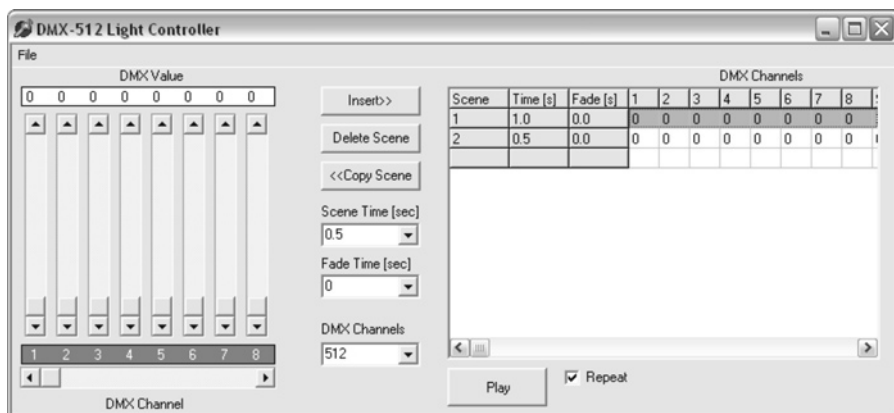 DMX-512 Light Controller
File
DMX Value
0 0 0 0 0 0 0 0
1 2 3 4 5 6 7 8
DMX Channel
Insert>>
Delete Scene
<<Copy Scene
Scene Time [sec]
0.5
Fade Time [sec]
0
DMX Channels
512
DMX Channels
Scene Time [s] Fade [s] 1 2 3 4 5 6 7 8
1 1.0 0.0 0 0 0 0 0 0 0 0
2 0.5 0.0 0 0 0 0 0 0 0 0
Play
Repeat